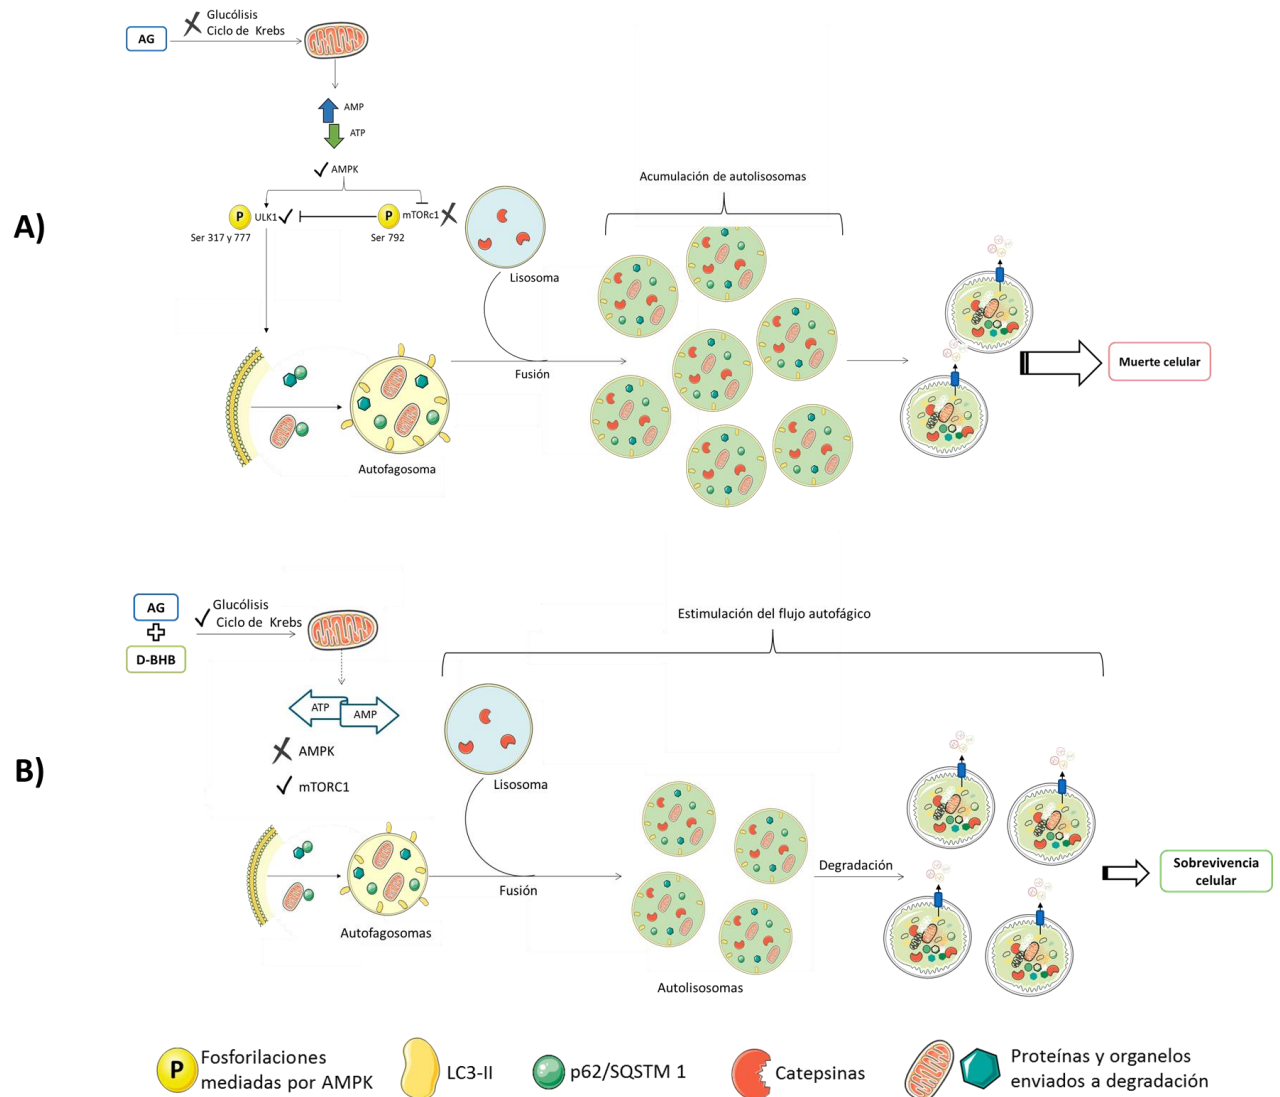 A)
AG
Glucólisis
Ciclo de Krebs
AMP
ATP
AMPK
P
ULK1
P
mTORc1
Ser 317 y 777
Ser 792
Lisosoma
Fusión
Autofagosoma
Acumulación de autolisosomas
Muerte celular
B)
AG
D-BHB
Glucólisis
Ciclo de Krebs
ATP
AMP
AMPK
mTORC1
Estimulación del flujo autofágico
Lisosoma
Fusión
Autofagosomas
Autolisosomas
Degradación
Sobrevivencia
celular
P
Fosforilaciones
mediadas por AMPK
LC3-II
p62/SQSTM 1
Catepsinas
Proteínas y organelos
enviados a degradación